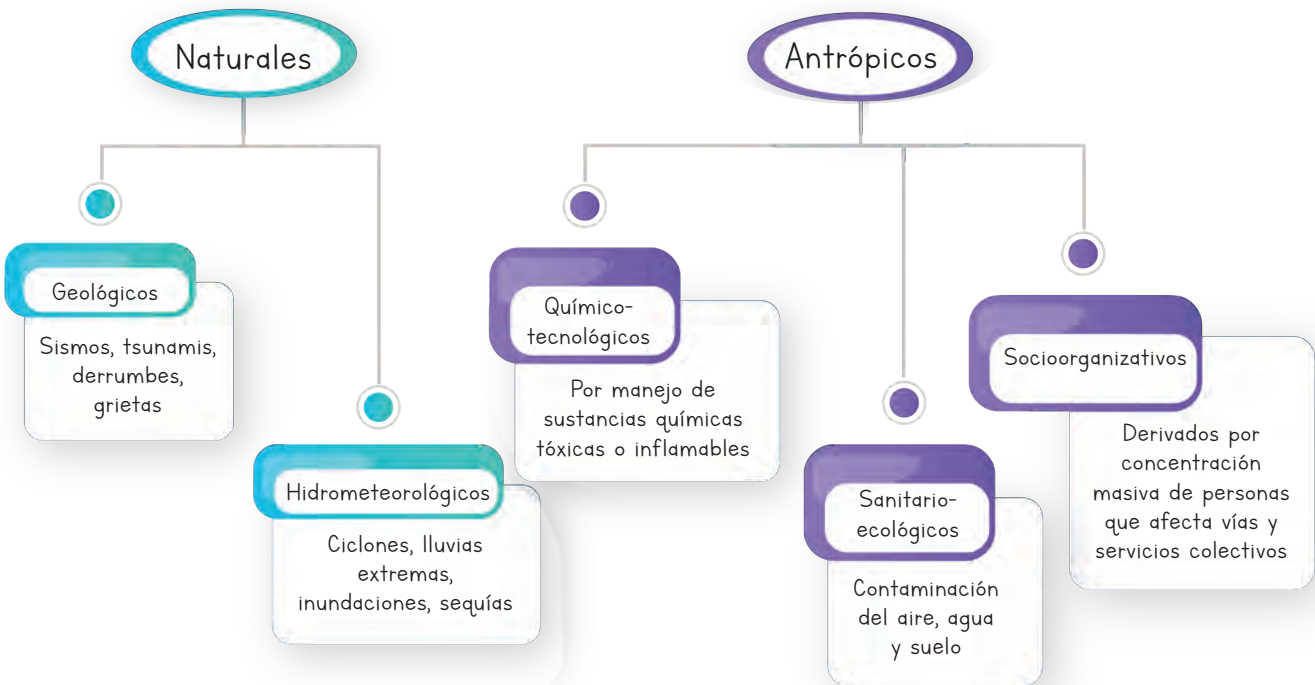 Naturales
Geológicos
Sismos, tsunamis,
derrumbes,
grietas
Hidrometeorológicos
Ciclones, lluvias
extremas,
inundaciones, sequías
Antrópicos
Químico-
tecnológicos
Por manejo de
sustancias químicas
tóxicas o inflamables
Sanitario-
ecológicos
Contaminación
del aire, agua
y suelo
Socioorganizativos
Derivados por
concentración
masiva de personas
que afecta vías y
servicios colectivos